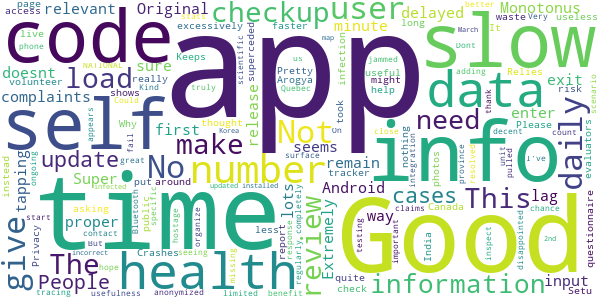 app
code
slow
self
time
Good
info
health
number
data
Not
No
checkup
user
give
load
make
need
daily
This
The
People
information
review
update
cases
Super
complaints
tapping
first
release
Extremely
Android
remain
seems
lots
way
lag
input
enter
exit
proper
sure
relevant
Original
minute
delayed
Monotonus
doesnt
excessively
superceded
infection
Arogya
Pretty
useful
might
help
us
Quebec
truly
Keeps
shows
really
Kind
Why
Could
fail
great
appears
thought
volunteer
page
access
live
phone
NATIONAL
instead
infected
ongoing
asking
Bluetooth
Privacy
start
contact
But
hope
tracing
incorrect
usefulness
anonymized
limited
benefit
put
public
specific
Crashes
seeing
organize
around
hostage
less
report
response
regularly
completely
updated
installed
missing
took
stats
faster
long
adding
Relies
scientific
map
Korea
On
surface
tracker
testing
claims
check
quite
close
nothing
photos
important
Canada
India
decent
count
province
integration
unit
pulled
resolved
I've
inspect
disappointed
chance
2nd
Setu
questionnaire
evaluators
scenario
risk
thank
Please
jammed
Dont
Very
useless
waste
better
March
It